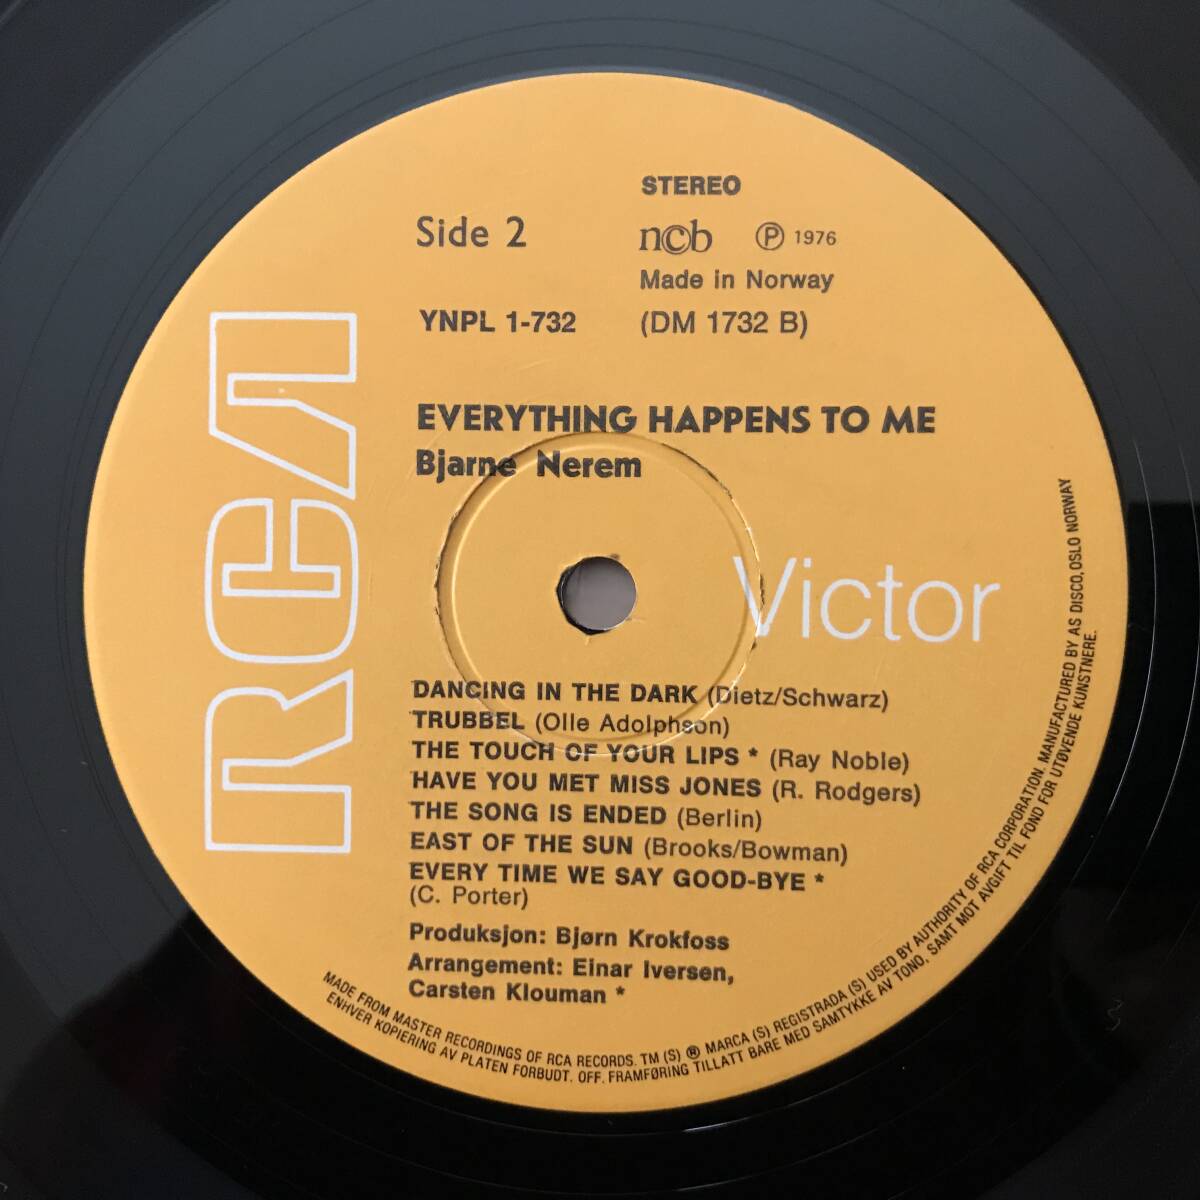 STEREO
Side 2
ncb Ⓟ 1976
Made in Norway
YNPL 1-732 (DM 1732 B)
RCA
EVERYTHING HAPPENS TO ME
Bjarne Nerem
Victor
DANCING IN THE DARK (Dietz/Schwarz)
TRUBBEL (Olle Adolphson)
THE TOUCH OF YOUR LIPS * (Ray Noble)
HAVE YOU MET MISS JONES (R. Rodgers)
THE SONG IS ENDED (Berlin)
EAST OF THE SUN (Brooks/Bowman)
EVERY TIME WE SAY GOOD-BYE *
(C. Porter)
Produksjon: Bjørn Krokfoss
Arrangement: Einar Iversen,
Carsten Klouman *
MADE FROM MASTER RECORDINGS OF RCA RECORDS. TM (S) ® MARCA (S) REGISTRADA (S) USED BY AUTHORITY OF RCA CORPORATION. MANUFACTURED BY AS DISCO, OSLO NORWAY
ENHVER KOPIERING AV PLATEN FORBUDT. OFF. FRAMFØRING TILLATT BARE MED SAMTYKKE AV TONO, SAMT MOT AVGIFT TIL FOND FOR UTØVENDE KUNSTNERE.